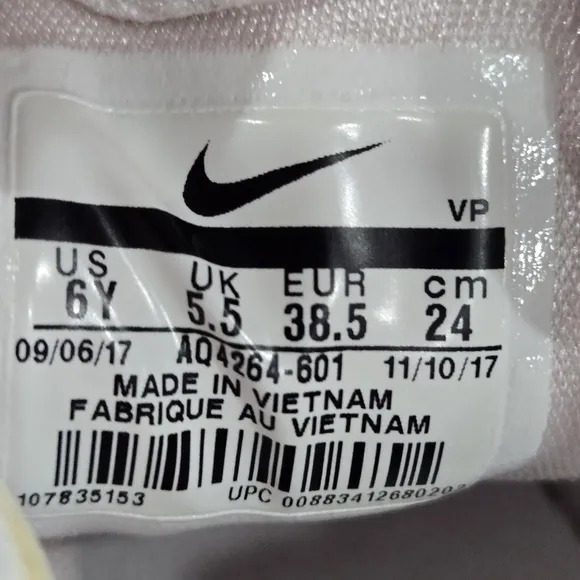 VP
US UK EUR cm
6Y 5.5 38.5 24
09/06/17 AQ4264-601 11/10/17
MADE IN VIETNAM
FABRIQUE AU VIETNAM
107835153 UPC